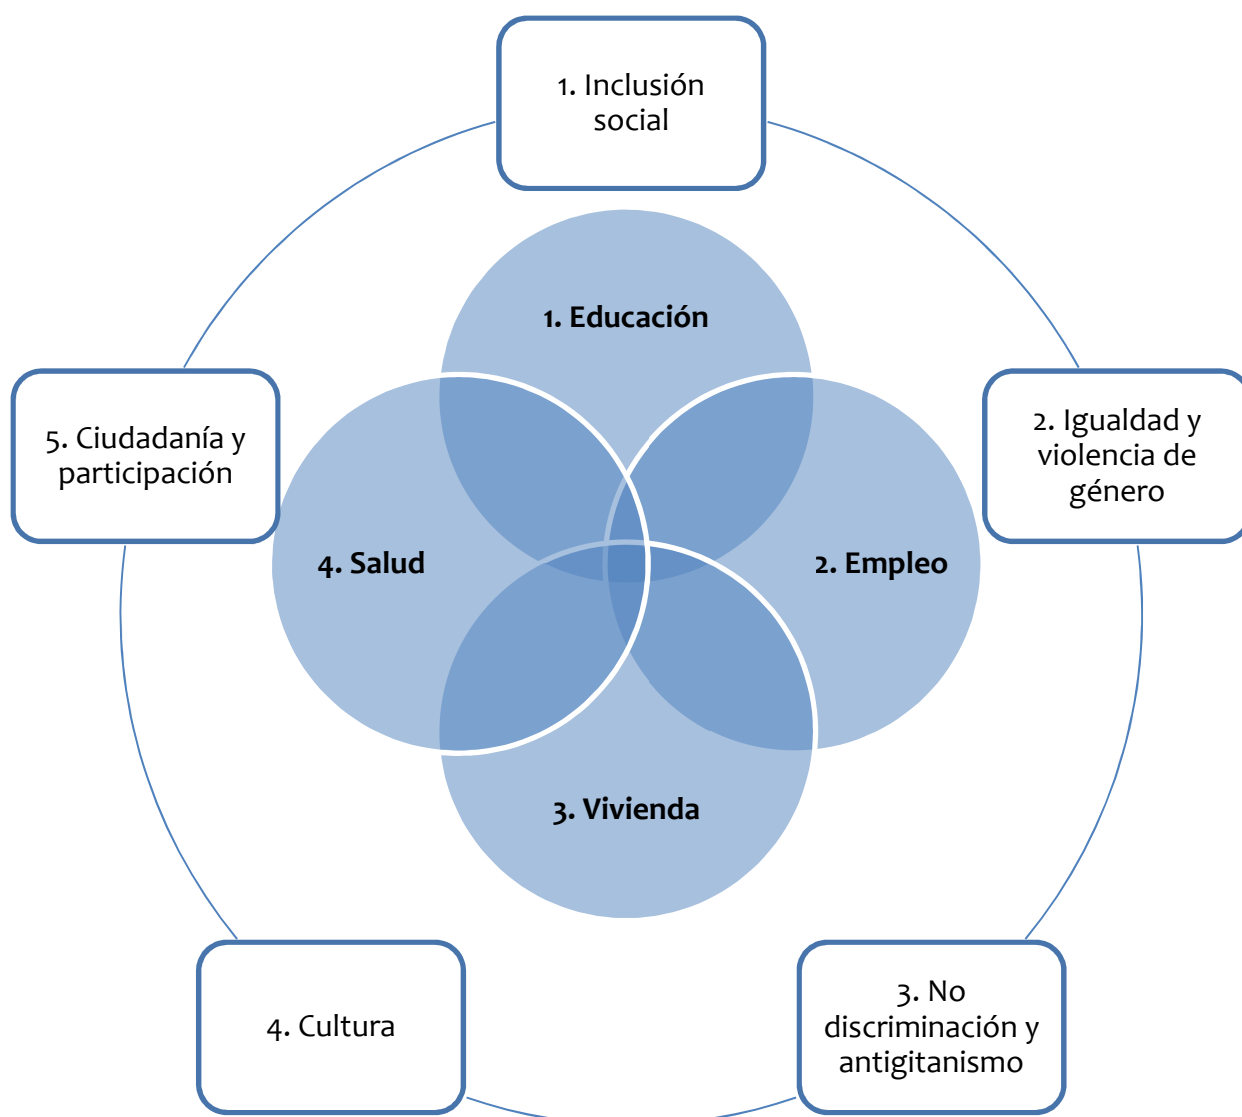 1. Inclusión
social
1. Educación
5. Ciudadanía y
participación
2. Igualdad y
violencia de
género
4. Salud
2. Empleo
3. Vivienda
4. Cultura
3. No
discriminación y
antigitanismo